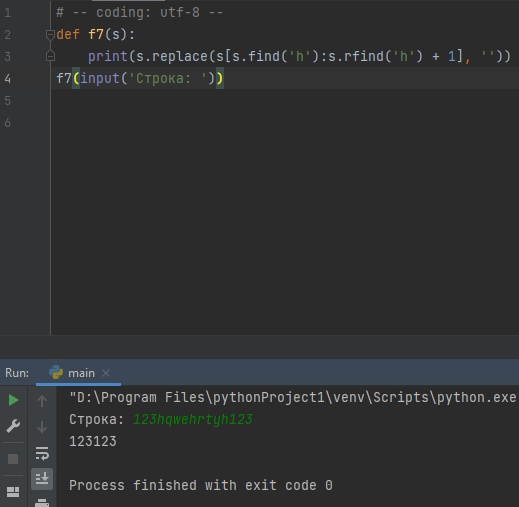 1 # -- coding: utf-8 --
2 def f7(s):
3 print(s.replace(s[s.find('h'):s.rfind('h') + 1], ''))
4 f7(input('Строка: '))
5
6
Run: main ×
"D:\Program Files\pythonProject1\venv\Scripts\python.exe
Строка: 123hqwehrtyh123
123123
Process finished with exit code 0